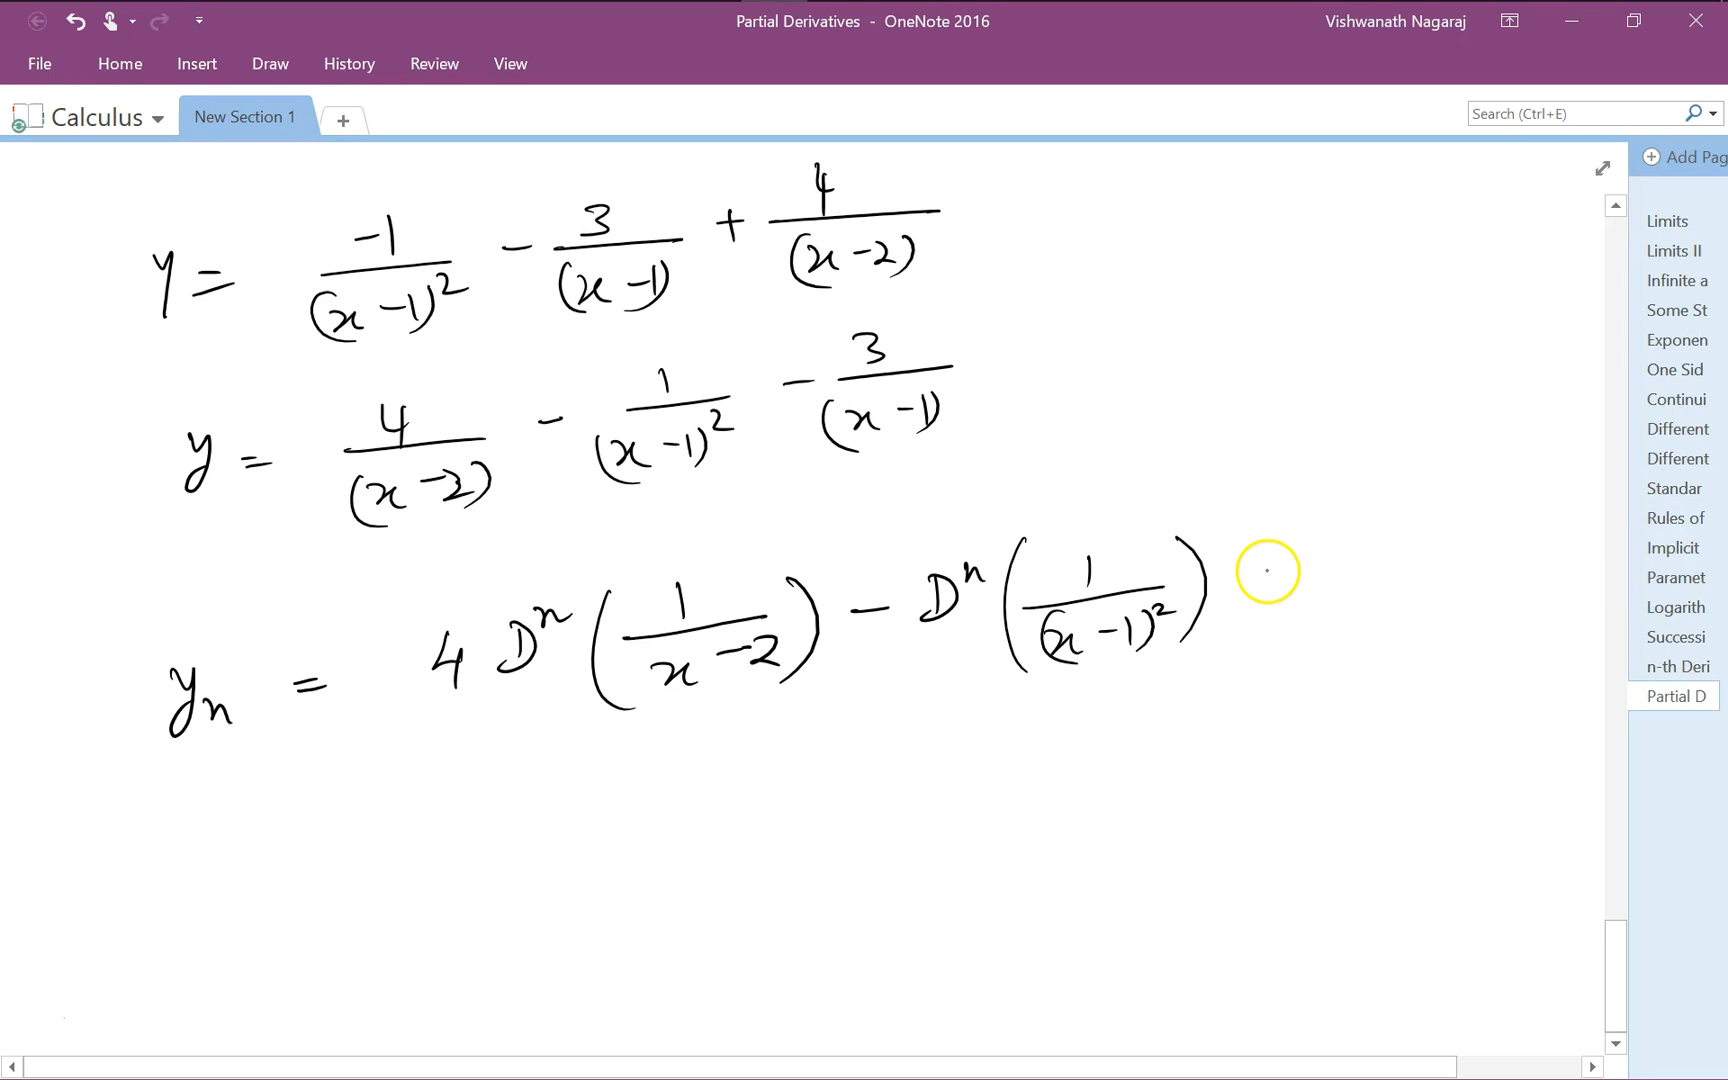 Partial Derivatives - OneNote 2016
Vishwanath Nagaraj
File Home Insert Draw History Review View
Calculus New Section 1 +
Search (Ctrl+E)
Add Pag
y = -1/(x-1)² - 3/(x-1) + 4/(x-2)
y = 4/(x-2) - 1/(x-1)² - 3/(x-1)
yₙ = 4 Dⁿ (1/(x-2)) - Dⁿ (1/(x-1)²)
Limits
Limits II
Infinite a
Some St
Exponen
One Sid
Continui
Different
Different
Standar
Rules of
Implicit
Paramet
Logarith
Successi
n-th Deri
Partial D